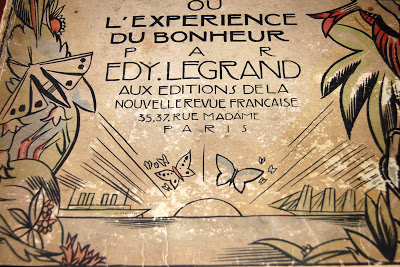 OU
L'EXPERIENCE
DU BONHEUR
PAR
EDY.LEGRAND
AUX EDITIONS DE LA
NOUVELLE REVUE FRANCAISE
35,37, RUE MADAME
PARIS